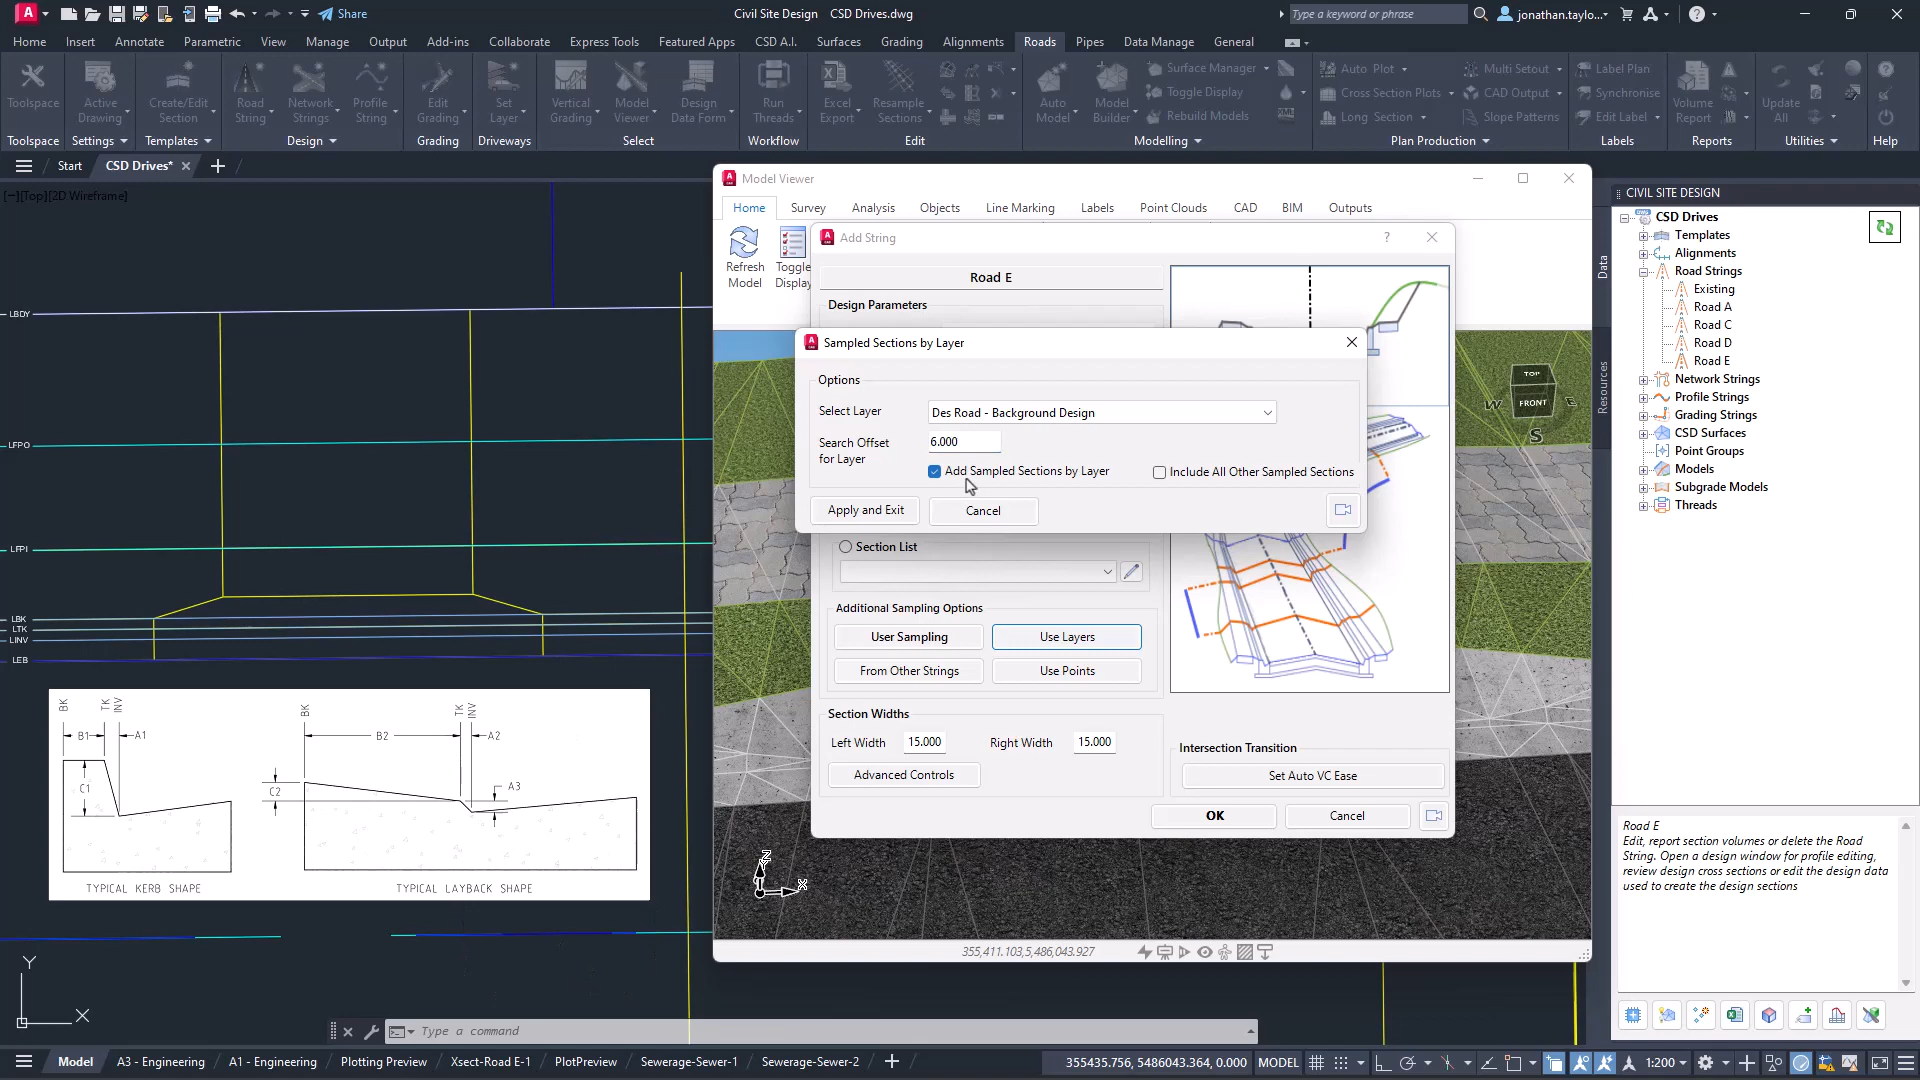 Share
Civil Site Design CSD Drives.dwg
Type a keyword or phrase
jonathan.taylo...
Home Insert Annotate Parametric View Manage Output Add-ins Collaborate Express Tools Featured Apps CSD A.I. Surfaces Grading Alignments Roads Pipes Data Manage General
Toolspace
Active Drawing
Create/Edit Section
Road String
Network Strings
Profile String
Edit Grading
Set Layer
Vertical Grading
Model Viewer
Design Data Form
Run Threads
Excel Export
Resample Sections
Auto Model
Model Builder
Surface Manager
Toggle Display
Rebuild Models
Auto Plot
Cross Section Plots
Long Section
Multi Setout
CAD Output
Slope Patterns
Label Plan
Synchronise
Edit Label
Volume Report
Update All
Toolspace Settings Templates Design Grading Driveways Select Workflow Edit Modelling Plan Production Labels Reports Utilities Help
Start CSD Drives*
[−][Top][2D Wireframe]
LBDY
LFPO
LFPI
LBK
LTK
LINV
LEB
BK TK INV
B1 A1
C1
TYPICAL KERB SHAPE
BK TK INV
B2 A2
C2 A3
TYPICAL LAYBACK SHAPE
Y
X
Model Viewer
Home Survey Analysis Objects Line Marking Labels Point Clouds CAD BIM Outputs
Refresh Model
Toggle Display
Add String
?
Road E
Design Parameters
Sampled Sections by Layer
Options
Select Layer Des Road - Background Design
Search Offset for Layer 6.000
Add Sampled Sections by Layer Include All Other Sampled Sections
Apply and Exit Cancel
Section List
Additional Sampling Options
User Sampling Use Layers
From Other Strings Use Points
Section Widths
Left Width 15.000 Right Width 15.000
Advanced Controls
Intersection Transition
Set Auto VC Ease
OK Cancel
TOP
W FRONT E
S
Z
X
355,411.103,5,486,043.927
CIVIL SITE DESIGN
Data
Resources
CSD Drives
Templates
Alignments
Road Strings
Existing
Road A
Road C
Road D
Road E
Network Strings
Profile Strings
Grading Strings
CSD Surfaces
Point Groups
Models
Subgrade Models
Threads
Road E
Edit, report section volumes or delete the Road
String. Open a design window for profile editing,
review design cross sections or edit the design data
used to create the design sections
Type a command
Model A3 - Engineering A1 - Engineering Plotting Preview Xsect-Road E-1 PlotPreview Sewerage-Sewer-1 Sewerage-Sewer-2
355435.756, 5486043.364, 0.000 MODEL 1:200